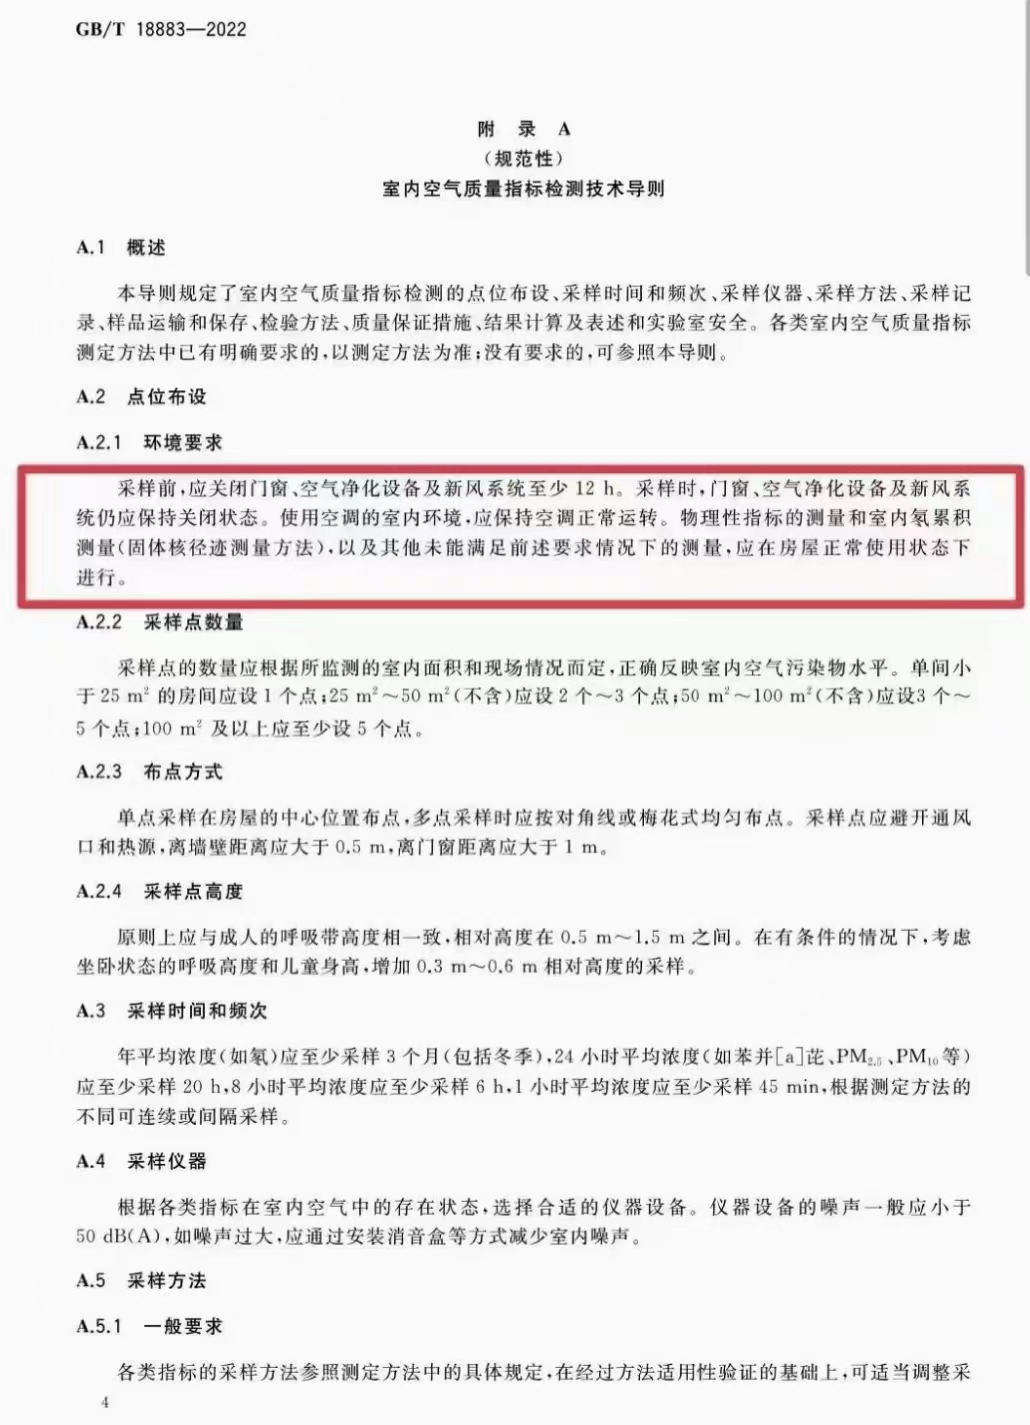 GB/T 18883—2022
附 录 A
（规范性）
室内空气质量指标检测技术导则
A.1 概述
本导则规定了室内空气质量指标检测的点位布设、采样时间和频次、采样仪器、采样方法、采样记
录、样品运输和保存、检验方法、质量保证措施、结果计算及表述和实验室安全。各类室内空气质量指标
测定方法中已有明确要求的,以测定方法为准;没有要求的,可参照本导则。
A.2 点位布设
A.2.1 环境要求
采样前,应关闭门窗、空气净化设备及新风系统至少 12 h。采样时,门窗、空气净化设备及新风系
统仍应保持关闭状态。使用空调的室内环境,应保持空调正常运转。物理性指标的测量和室内氡累积
测量(固体核径迹测量方法),以及其他未能满足前述要求情况下的测量,应在房屋正常使用状态下
进行。
A.2.2 采样点数量
采样点的数量应根据所监测的室内面积和现场情况而定,正确反映室内空气污染物水平。单间小
于 25 m² 的房间应设 1 个点;25 m²～50 m²(不含)应设 2 个～3 个点;50 m²～100 m²(不含)应设3 个～
5 个点;100 m² 及以上应至少设 5 个点。
A.2.3 布点方式
单点采样在房屋的中心位置布点,多点采样时应按对角线或梅花式均匀布点。采样点应避开通风
口和热源,离墙壁距离应大于 0.5 m,离门窗距离应大于 1 m。
A.2.4 采样点高度
原则上应与成人的呼吸带高度相一致,相对高度在 0.5 m～1.5 m 之间。在有条件的情况下,考虑
坐卧状态的呼吸高度和儿童身高,增加 0.3 m～0.6 m 相对高度的采样。
A.3 采样时间和频次
年平均浓度(如氡)应至少采样 3 个月(包括冬季),24 小时平均浓度(如苯并[a]芘、PM2.5、PM10等)
应至少采样 20 h,8 小时平均浓度应至少采样 6 h,1 小时平均浓度应至少采样 45 min,根据测定方法的
不同可连续或间隔采样。
A.4 采样仪器
根据各类指标在室内空气中的存在状态,选择合适的仪器设备。仪器设备的噪声一般应小于
50 dB(A),如噪声过大,应通过安装消音盒等方式减少室内噪声。
A.5 采样方法
A.5.1 一般要求
各类指标的采样方法参照测定方法中的具体规定,在经过方法适用性验证的基础上,可适当调整采
4